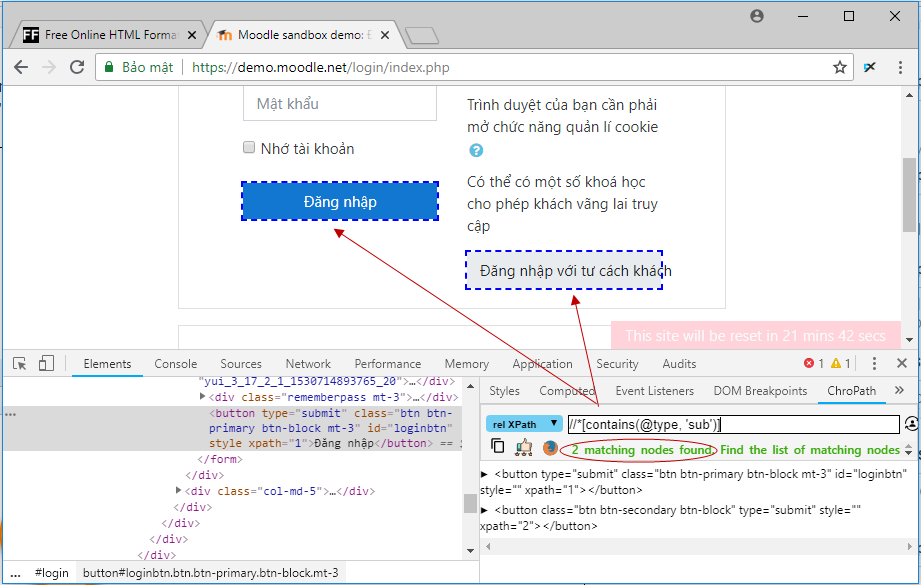 Free Online HTML Forma
Moodle sandbox demo: Đ
Bảo mật
https://demo.moodle.net/login/index.php
Mật khẩu
Nhớ tài khoản
Đăng nhập
Trình duyệt của bạn cần phải
mở chức năng quản lí cookie
?
Có thể có một số khoá học
cho phép khách vãng lai truy
cập
Đăng nhập với tư cách khách
This site will be reset in 21 mins 42 secs
Elements Console Sources Network Performance Memory Application Security Audits 1 1
"yui_3_17_2_1_1530714893765_20">…</div>
<div class="rememberpass mt-3">…</div>
<button type="submit" class="btn btn-
primary btn-block mt-3" id="loginbtn"
style xpath="1">Đăng nhập</button> ==
</form>
</div>
<div class="col-md-5">…</div>
</div>
</div>
</div>
</div>
... #login button#loginbtn.btn.btn-primary.btn-block.mt-3
Styles Computed Event Listeners DOM Breakpoints ChroPath »
rel XPath
//*[contains(@type, 'sub')]
2 matching nodes found. Find the list of matching nodes
<button type="submit" class="btn btn-primary btn-block mt-3" id="loginbtn"
style="" xpath="1"></button>
<button class="btn btn-secondary btn-block" type="submit" style=""
xpath="2"></button>